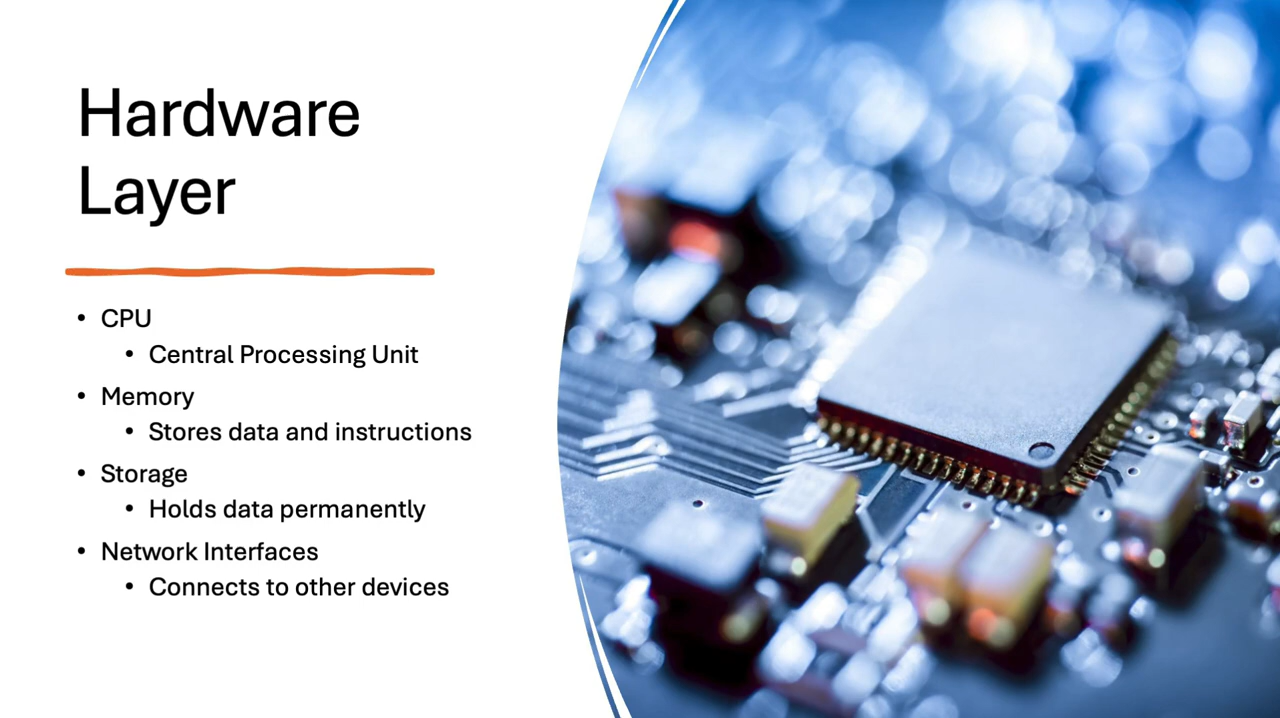 Hardware
Layer
• CPU
• Central Processing Unit
• Memory
• Stores data and instructions
• Storage
• Holds data permanently
• Network Interfaces
• Connects to other devices